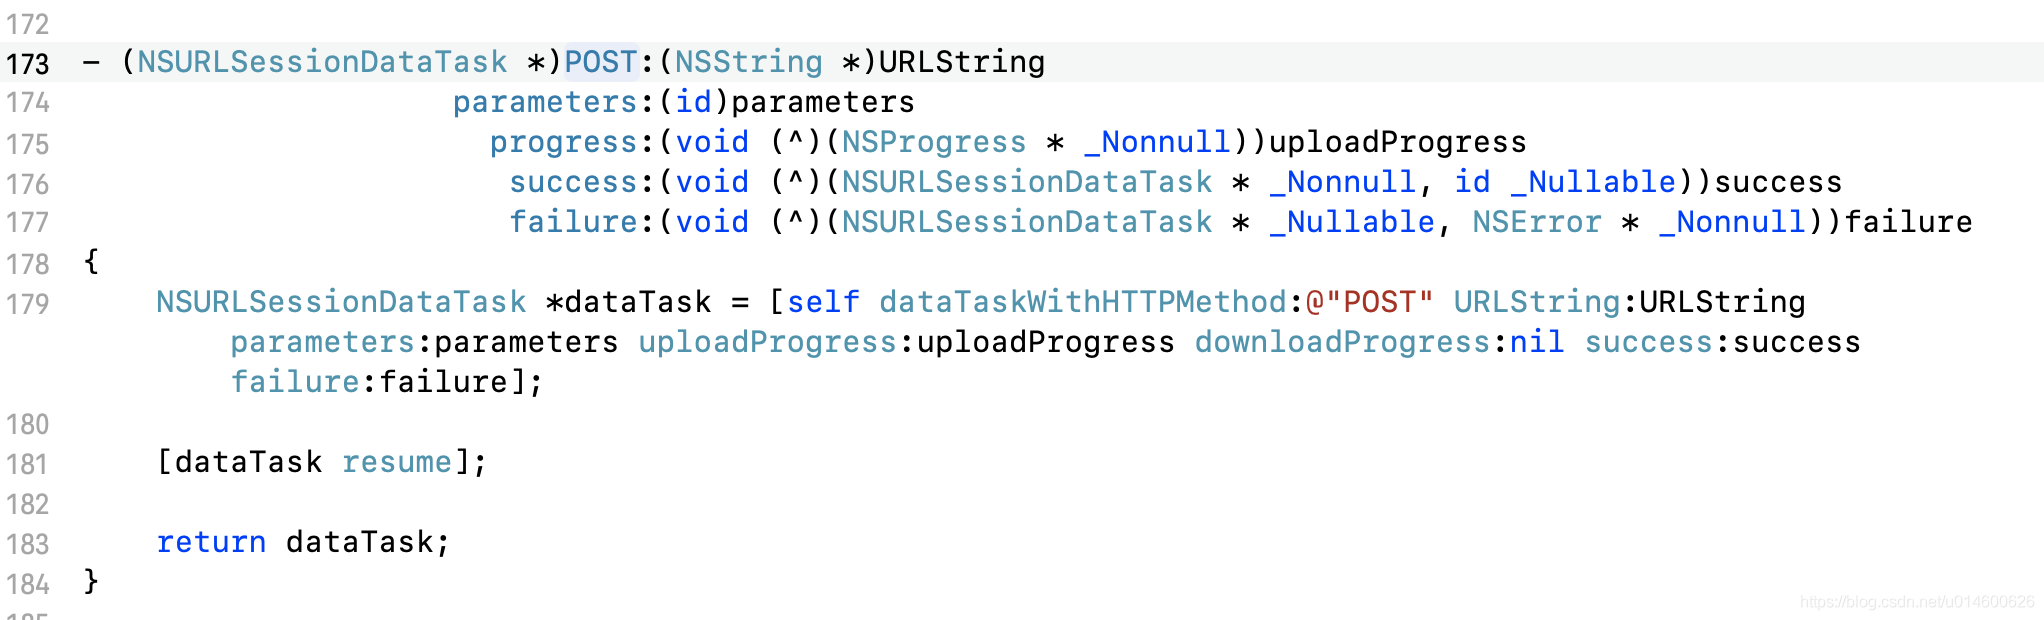 172
173 - (NSURLSessionDataTask *)POST:(NSString *)URLString
174 parameters:(id)parameters
175 progress:(void (^)(NSProgress * _Nonnull))uploadProgress
176 success:(void (^)(NSURLSessionDataTask * _Nonnull, id _Nullable))success
177 failure:(void (^)(NSURLSessionDataTask * _Nullable, NSError * _Nonnull))failure
178 {
179 NSURLSessionDataTask *dataTask = [self dataTaskWithHTTPMethod:@"POST" URLString:URLString
parameters:parameters uploadProgress:uploadProgress downloadProgress:nil success:success
failure:failure];
180
181 [dataTask resume];
182
183 return dataTask;
184 }
https://blog.csdn.net/u014600626